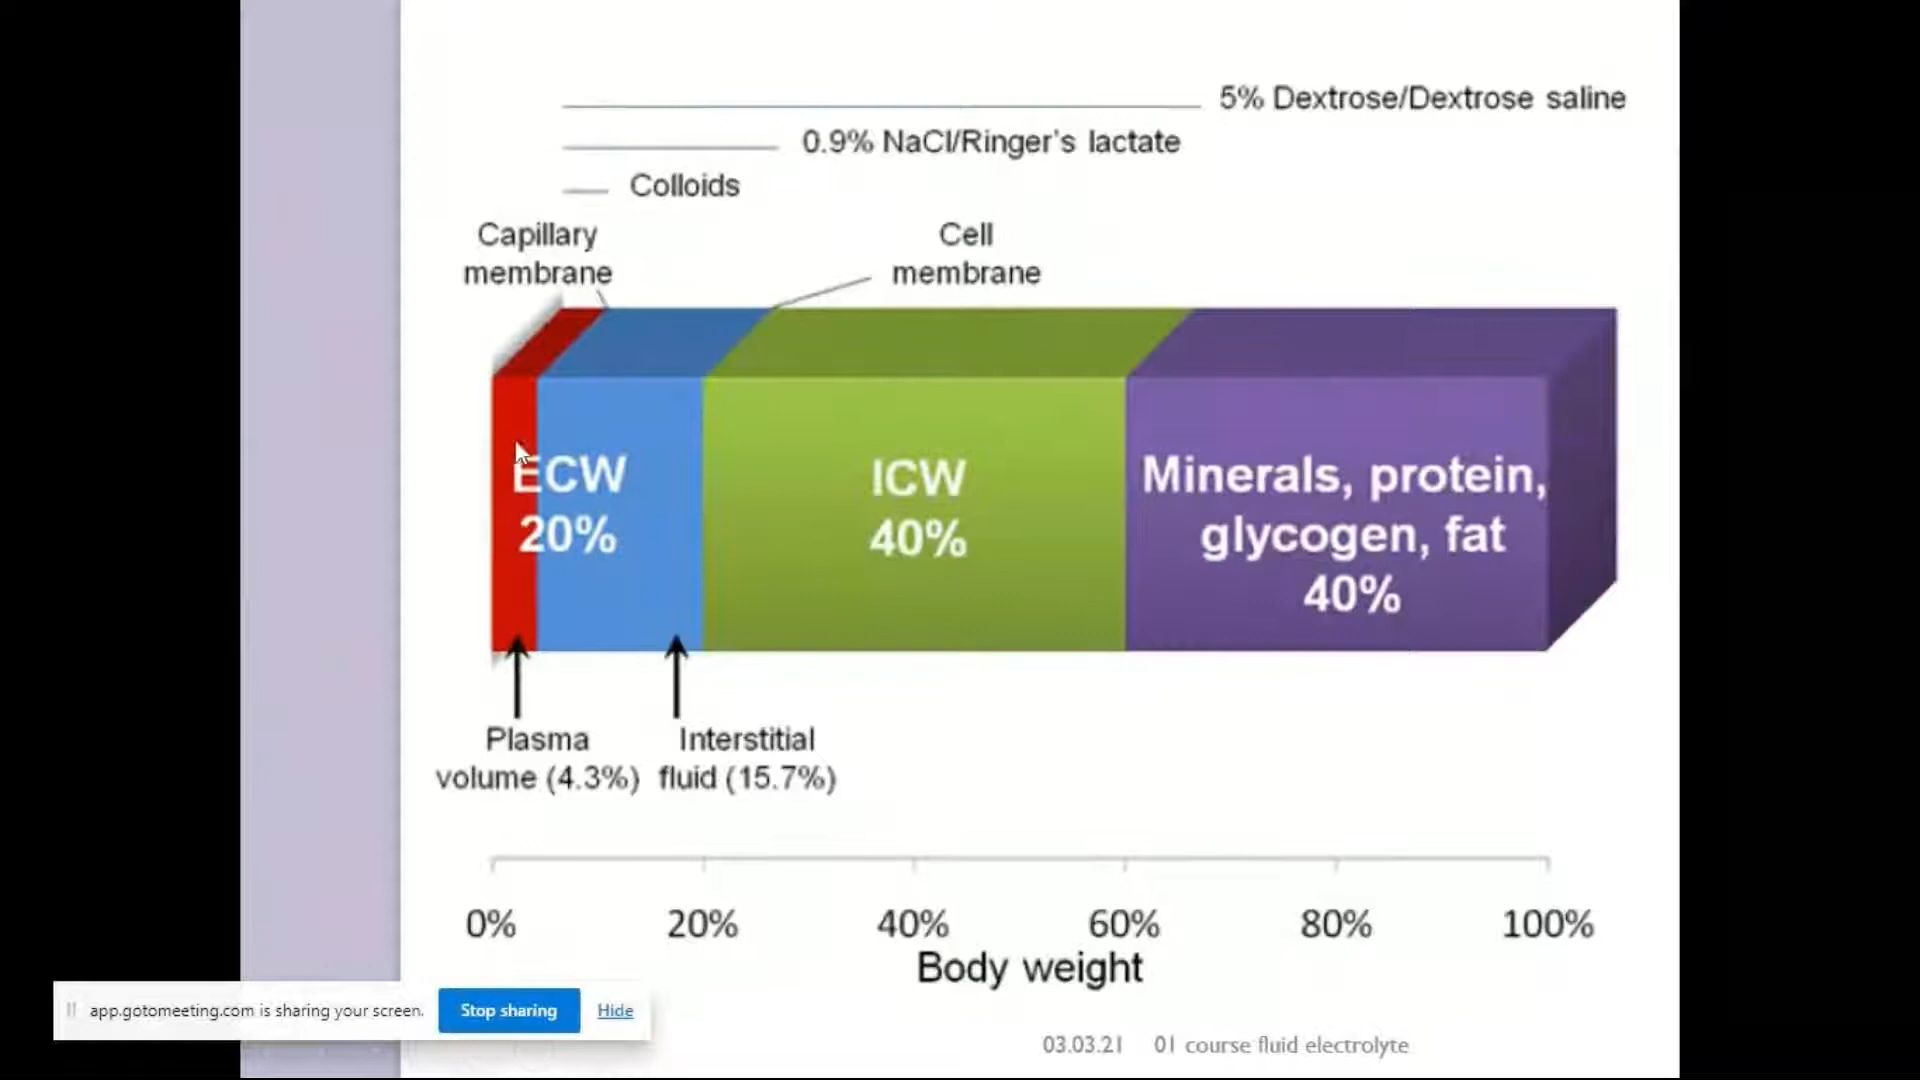 5% Dextrose/Dextrose saline
0.9% NaCl/Ringer's lactate
Colloids
Capillary
membrane
Cell
membrane
ECW
20%
ICW
40%
Minerals, protein,
glycogen, fat
40%
Plasma
volume (4.3%)
Interstitial
fluid (15.7%)
0% 20% 40% 60% 80% 100%
Body weight
app.gotomeeting.com is sharing your screen. Stop sharing Hide
03.03.21 01 course fluid electrolyte